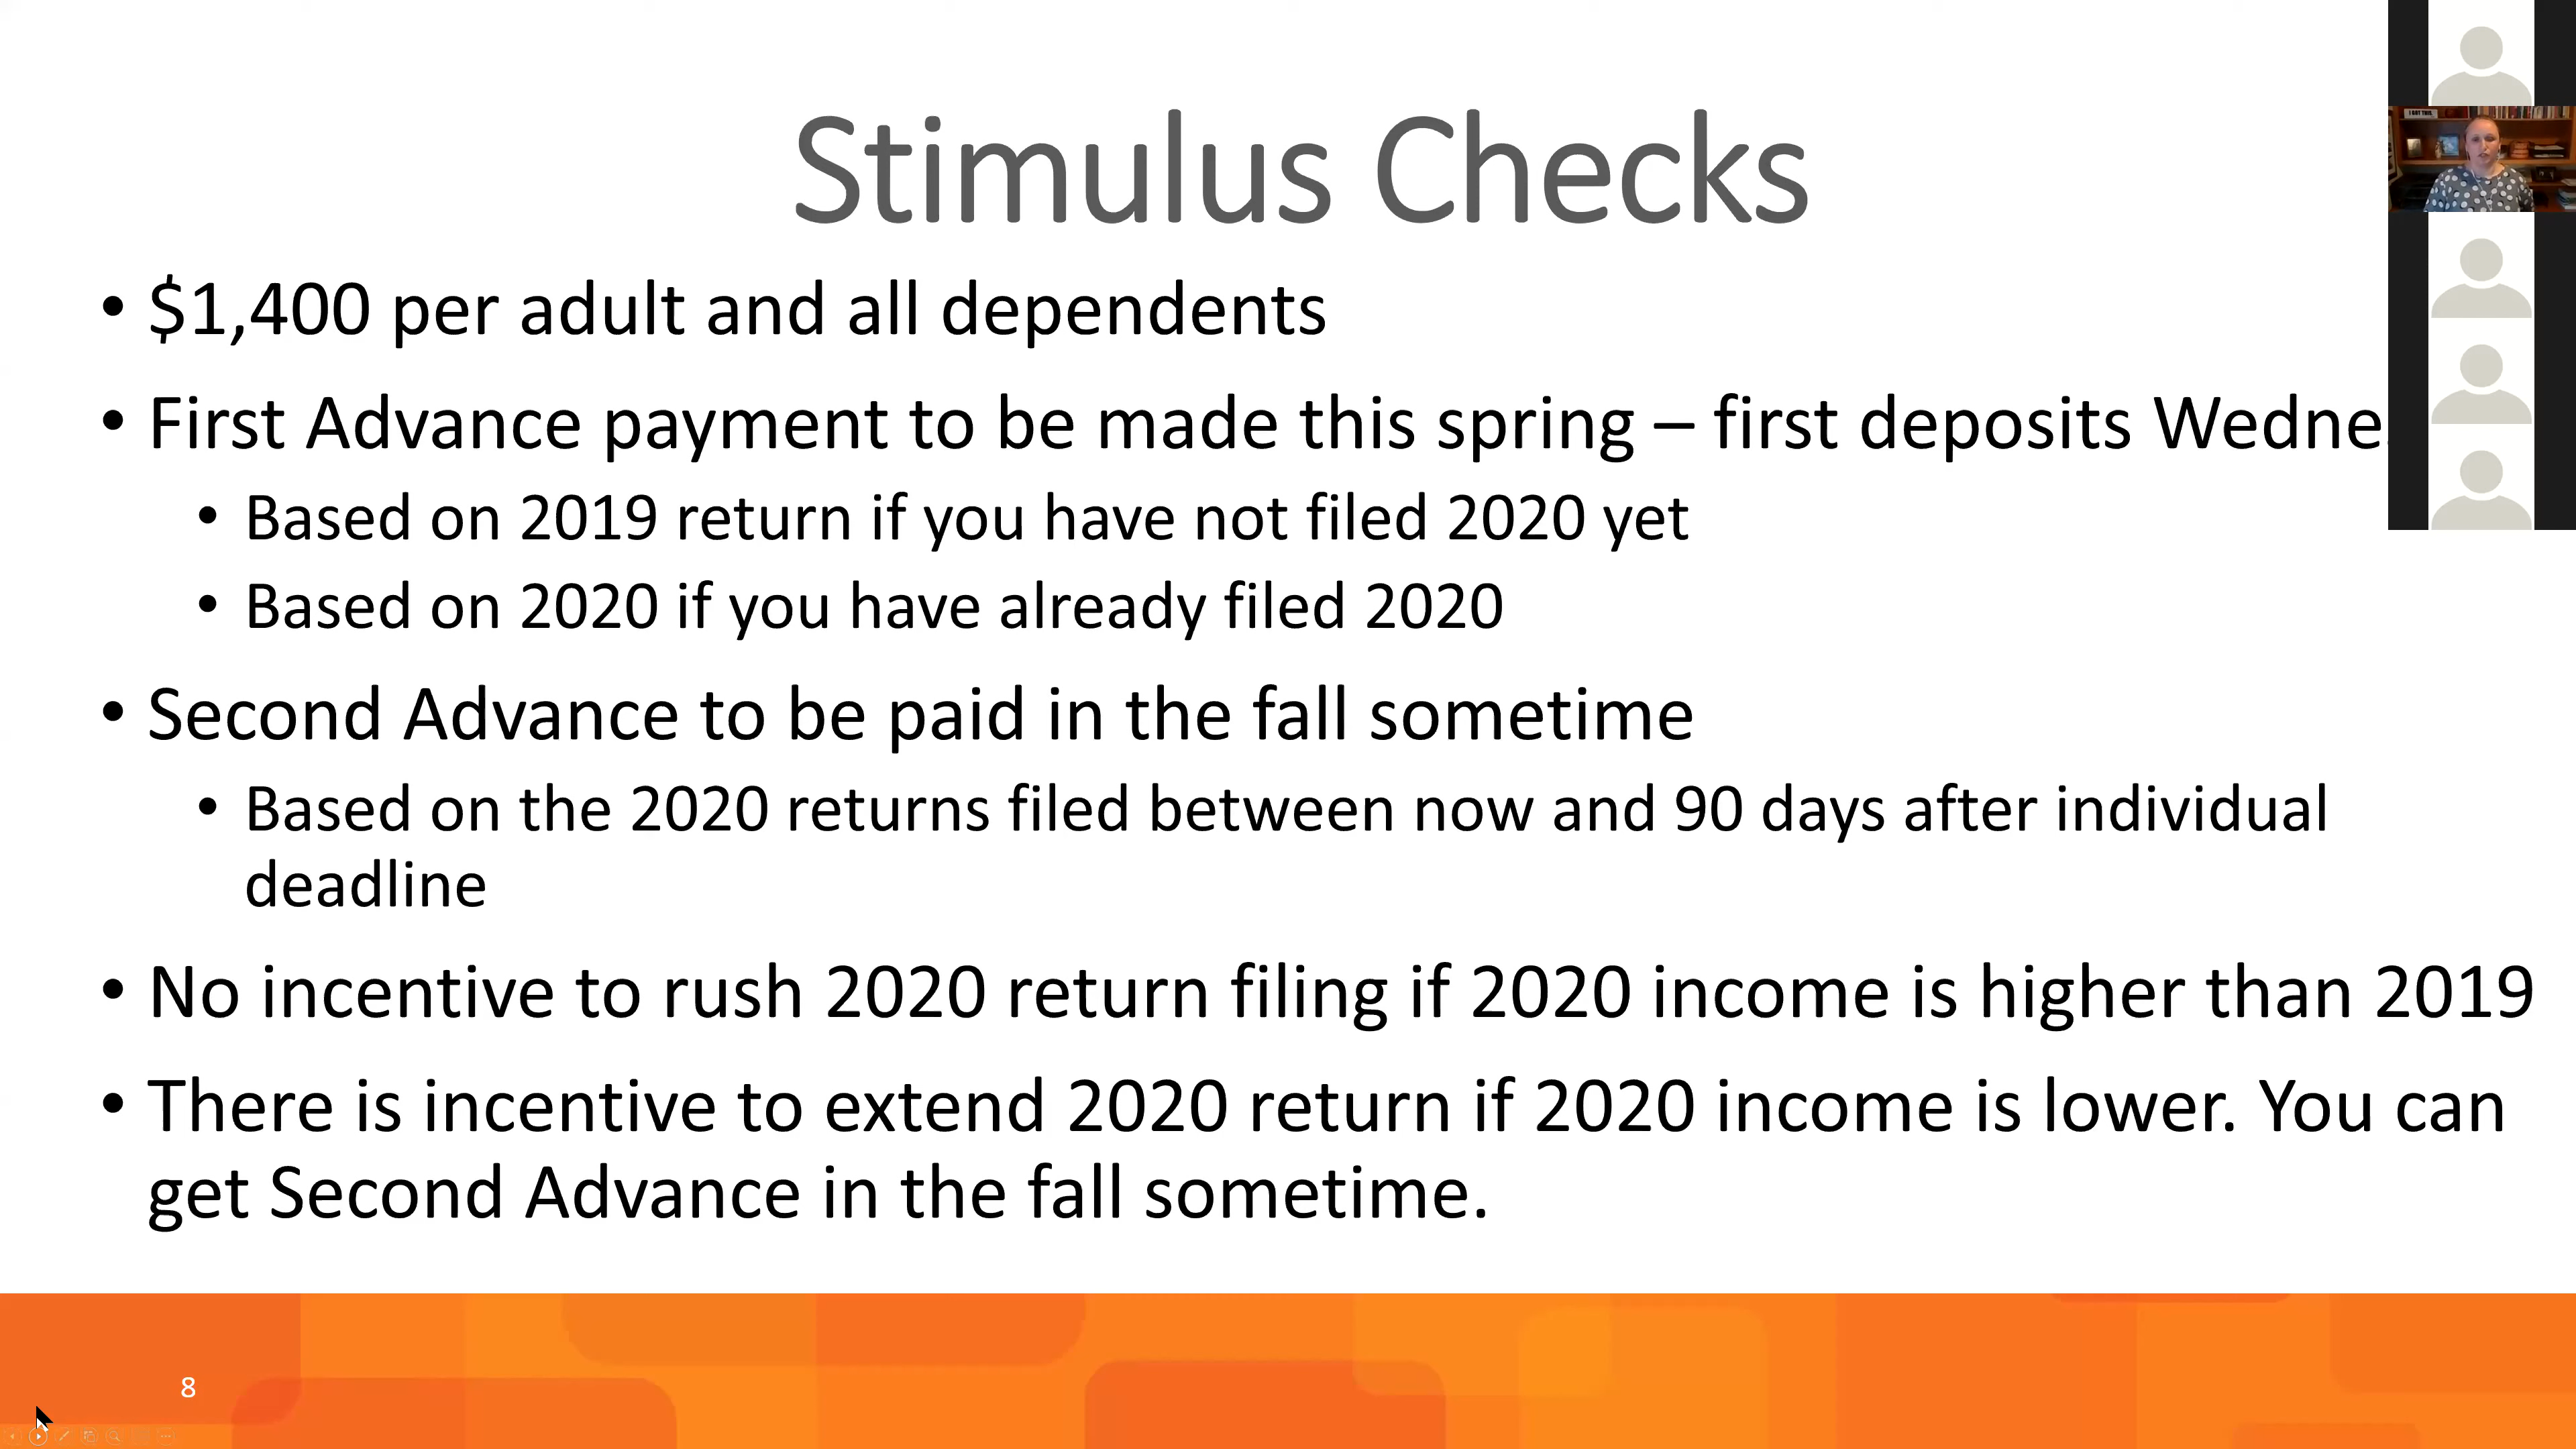 Stimulus Checks
• $1,400 per adult and all dependents
• First Advance payment to be made this spring – first deposits
• Based on 2019 return if you have not filed 2020 yet
• Based on 2020 if you have already filed 2020
• Second Advance to be paid in the fall sometime
• Based on the 2020 returns filed between now and 90 days after individual
deadline
• No incentive to rush 2020 return filing if 2020 income is higher than 2019
• There is incentive to extend 2020 return if 2020 income is lower. You can
get Second Advance in the fall sometime.
8
I GOT THIS